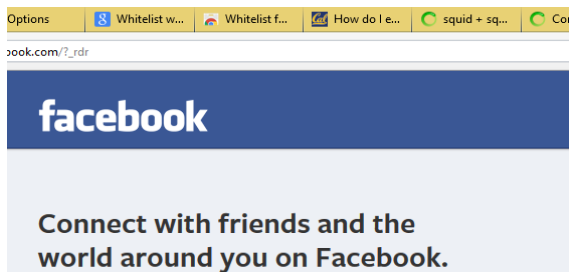 Options Whitelist w... Whitelist f... How do I e... squid + sq... Co
book.com/?_rdr
facebook
Connect with friends and the
world around you on Facebook.